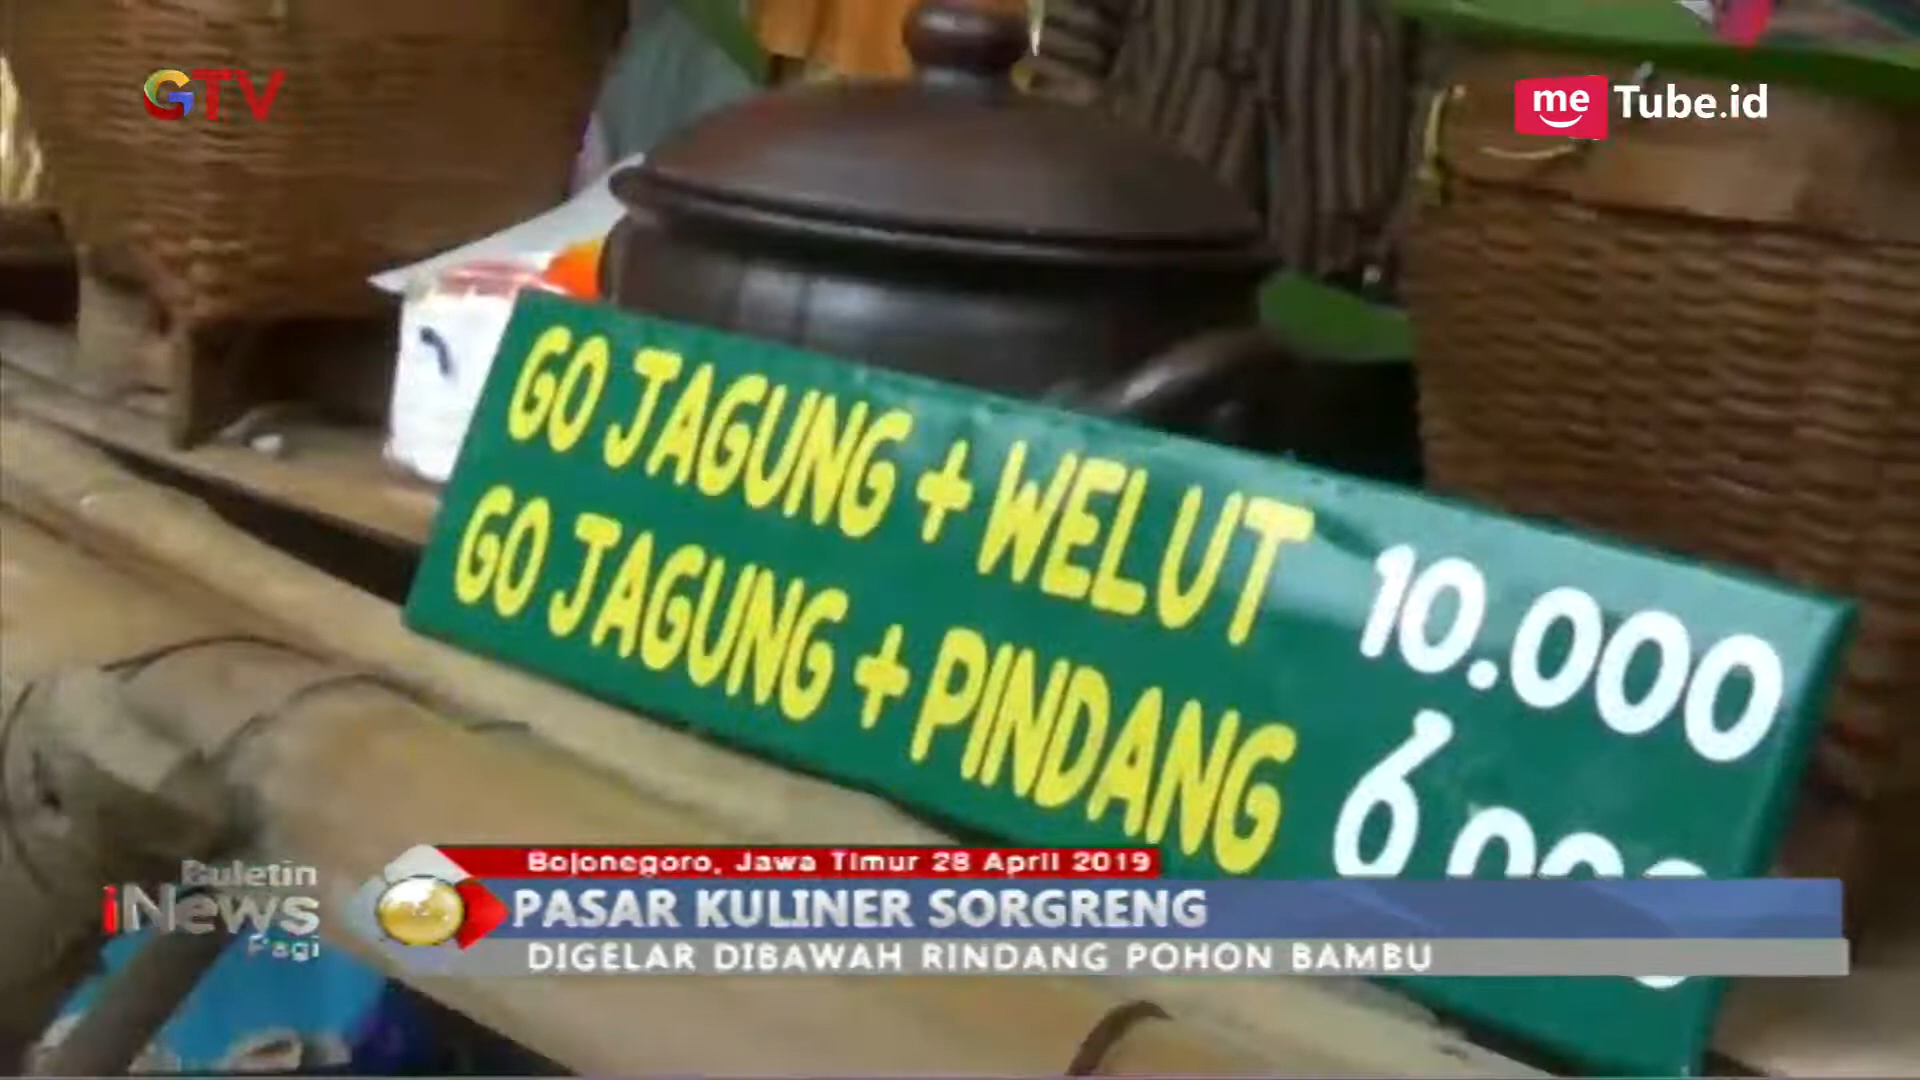 GTV
me Tube.id
GO JAGUNG + WELUT 10.000
GO JAGUNG + PINDANG 6.000
Bojonegoro, Jawa Timur 28 April 2019
Buletin
iNews
Pagi
PASAR KULINER SORGRENG
DIGELAR DIBAWAH RINDANG POHON BAMBU